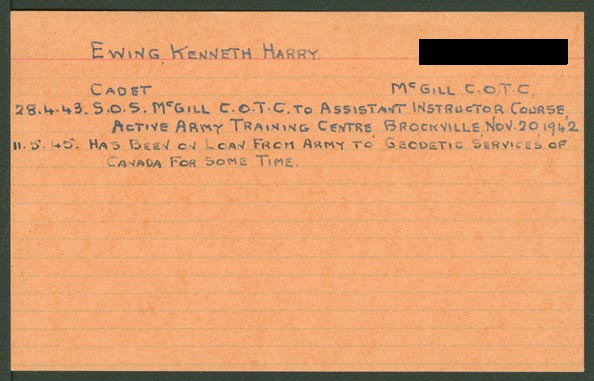 EWING, KENNETH HARRY.
CADET McGILL C.O.T.C.
28.4.43. S.O.S. McGILL C.O.T.C. TO ASSISTANT INSTRUCTOR COURSE,
ACTIVE ARMY TRAINING CENTRE, BROCKVILLE, NOV. 20, 1942
11.5.45. HAS BEEN ON LOAN FROM ARMY TO GEODETIC SERVICES OF
CANADA FOR SOME TIME.